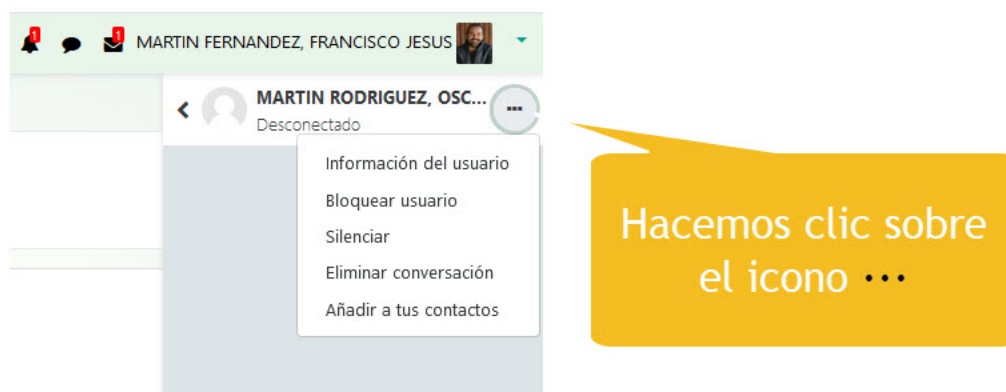 1 1 MARTIN FERNANDEZ, FRANCISCO JESUS
MARTIN RODRIGUEZ, OSC... ...
Desconectado
Información del usuario
Bloquear usuario
Silenciar
Eliminar conversación
Añadir a tus contactos
Hacemos clic sobre
el icono ...